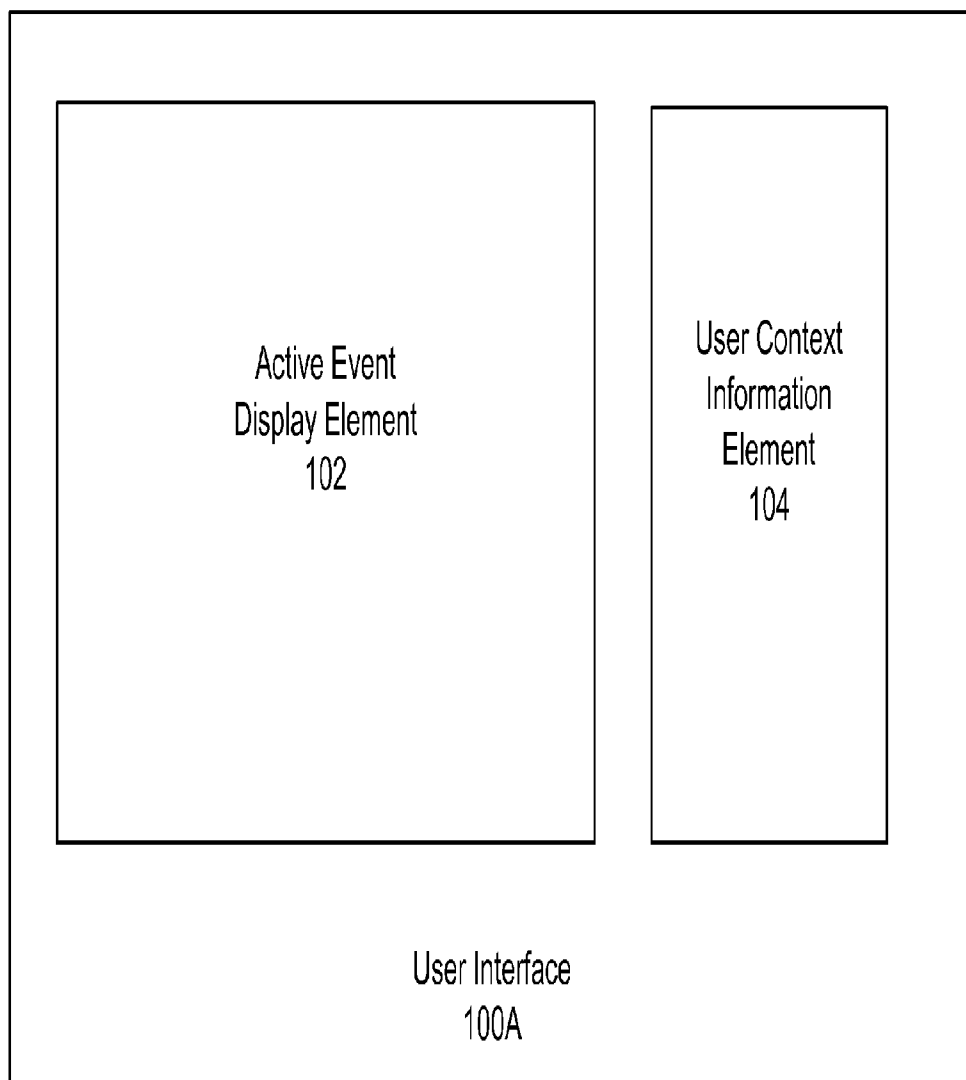 Active Event
Display Element
102
User Context
Information
Element
104
User Interface
100A